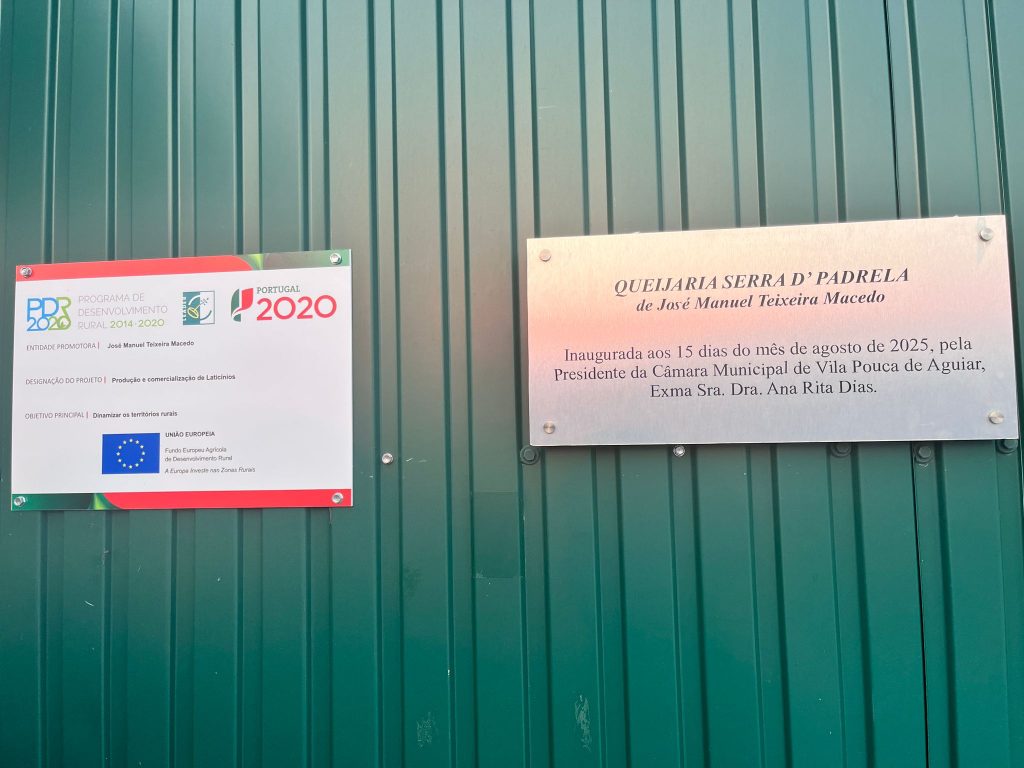 PDR
2020
PROGRAMA DE
DESENVOLVIMENTO
RURAL 2014·2020
LEADER
PORTUGAL
2020
ENTIDADE PROMOTORA | José Manuel Teixeira Macedo
DESIGNAÇÃO DO PROJETO | Produção e comercialização de Laticínios
OBJETIVO PRINCIPAL | Dinamizar os territórios rurais
UNIÃO EUROPEIA
Fundo Europeu Agrícola
de Desenvolvimento Rural
A Europa Investe nas Zonas Rurais
QUEIJARIA SERRA D' PADRELA
de José Manuel Teixeira Macedo
Inaugurada aos 15 dias do mês de agosto de 2025, pela
Presidente da Câmara Municipal de Vila Pouca de Aguiar,
Exma Sra. Dra. Ana Rita Dias.